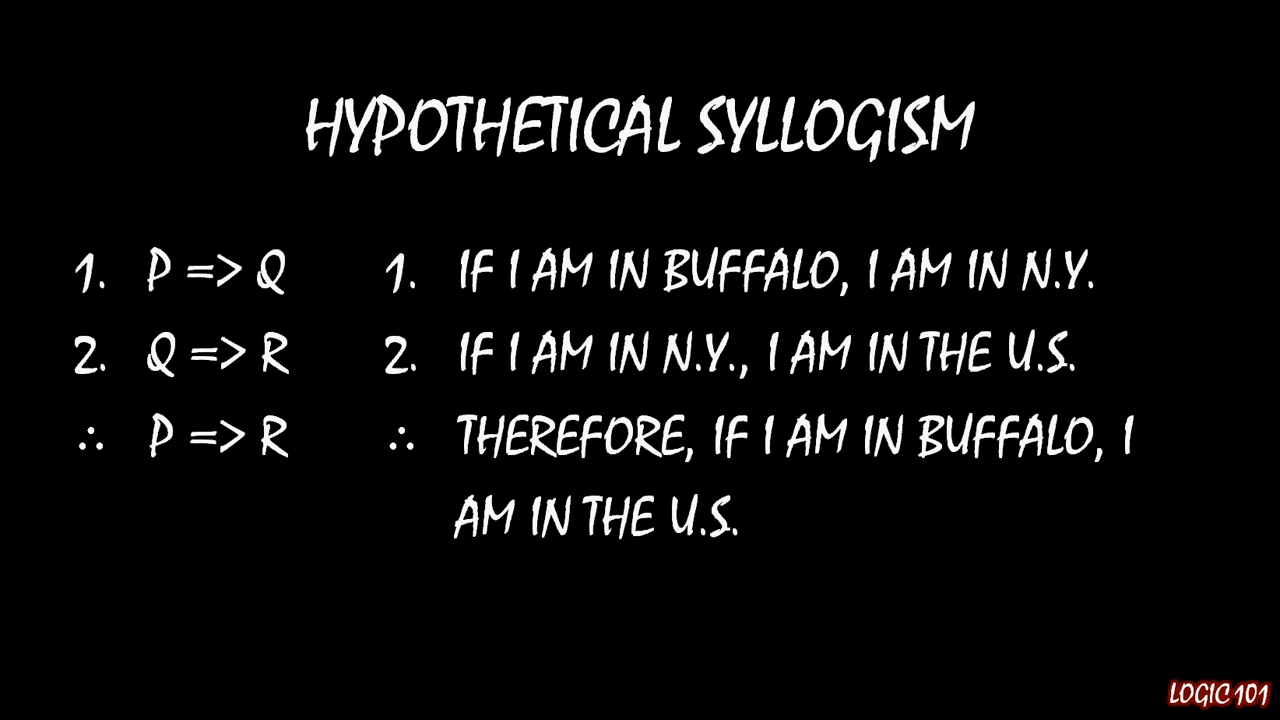 HYPOTHETICAL SYLLOGISM
1. P => Q 1. IF I AM IN BUFFALO, I AM IN N.Y.
2. Q => R 2. IF I AM IN N.Y., I AM IN THE U.S.
∴ P => R ∴ THEREFORE, IF I AM IN BUFFALO, I
AM IN THE U.S.
LOGIC 101